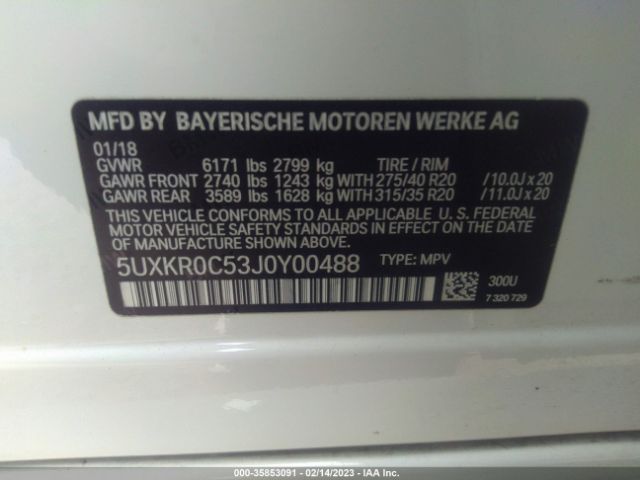 MFD BY BAYERISCHE MOTOREN WERKE AG
01/18
GVWR 6171 lbs 2799 kg TIRE / RIM
GAWR FRONT 2740 lbs 1243 kg WITH 275/40 R20 /10.0J x 20
GAWR REAR 3589 lbs 1628 kg WITH 315/35 R20 /11.0J x 20
THIS VEHICLE CONFORMS TO ALL APPLICABLE U. S. FEDERAL
MOTOR VEHICLE SAFETY STANDARDS IN EFFECT ON THE
DATE OF MANUFACTURE SHOWN ABOVE.
5UXKR0C53J0Y00488 TYPE: MPV
300U
7 320 729
000-35853091 - 02/14/2023 - IAA Inc.